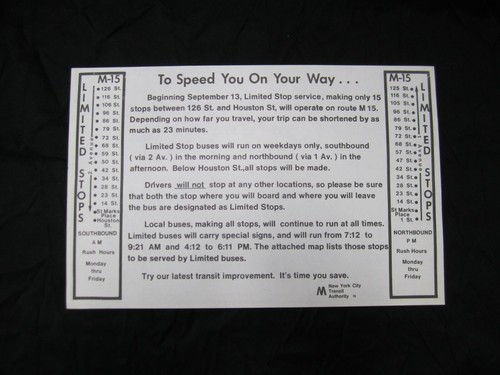 M-15
LIMITED STOPS
126 St.
116 St.
106 St.
96 St.
86 St.
79 St.
72 St.
68 St.
57 St.
50 St.
42 St.
34 St.
28 St.
23 St.
14 St.
St Marks
Place
Houston
St.
SOUTHBOUND
A M
Rush Hours
Monday
thru
Friday
To Speed You On Your Way . . .
Beginning September 13, Limited Stop service, making only 15
stops between 126 St. and Houston St, will operate on route M 15.
Depending on how far you travel, your trip can be shortened by as
much as 23 minutes.
Limited Stop buses will run on weekdays only, southbound
( via 2 Av. ) in the morning and northbound ( via 1 Av. ) in the
afternoon. Below Houston St.,all stops will be made.
Drivers will not stop at any other locations, so please be sure
that both the stop where you will board and where you will leave
the bus are designated as Limited Stops.
Local buses, making all stops, will continue to run at all times.
Limited buses will carry special signs, and will run from 7:12 to
9:21 AM and 4:12 to 6:11 PM. The attached map lists those stops
to be served by Limited buses.
Try our latest transit improvement. It's time you save.
M New York City
Transit
Authority
M-15
LIMITED STOPS
125 St.
116 St.
105 St.
96 St.
86 St.
79 St.
72 St.
67 St.
57 St.
47 St.
42 St.
34 St.
28 St.
23 St.
14 St.
St Marks
Place
1 St.
NORTHBOUND
P M
Rush Hours
Monday
thru
Friday